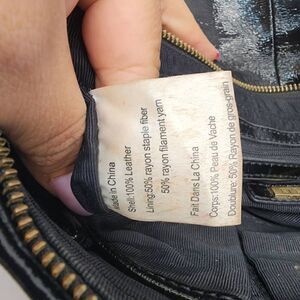 Made in China
Shell:100% Leather
Lining:50% rayon staple fiber
50% rayon filament yarn
Fait Dans La China
Corps:100% Peau de Vache
Doublure: 50% Rayon de gros-grain